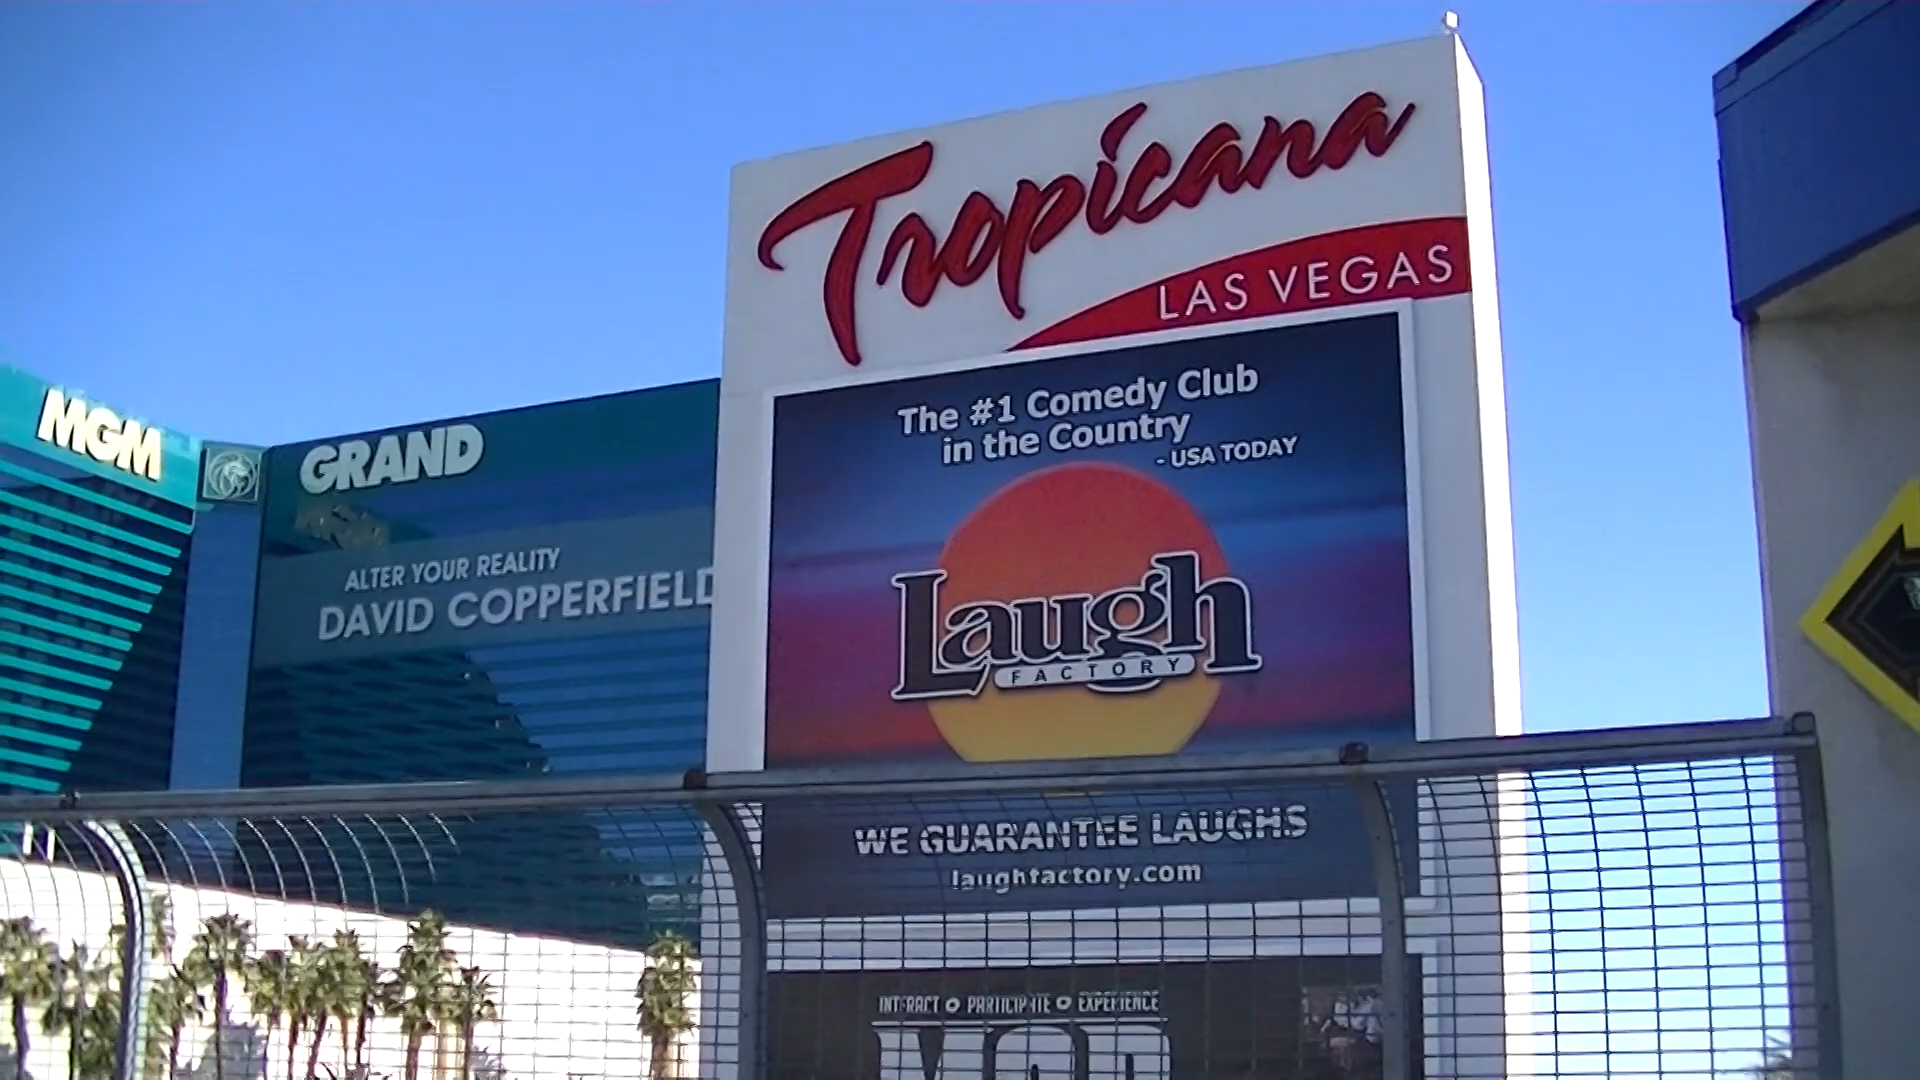 MGM
GRAND
ALTER YOUR REALITY
DAVID COPPERFIELD
Tropicana
LAS VEGAS
The #1 Comedy Club
in the Country
- USA TODAY
Laugh
FACTORY
WE GUARANTEE LAUGHS
laughfactory.com
INTERACT PARTICIPATE EXPERIENCE